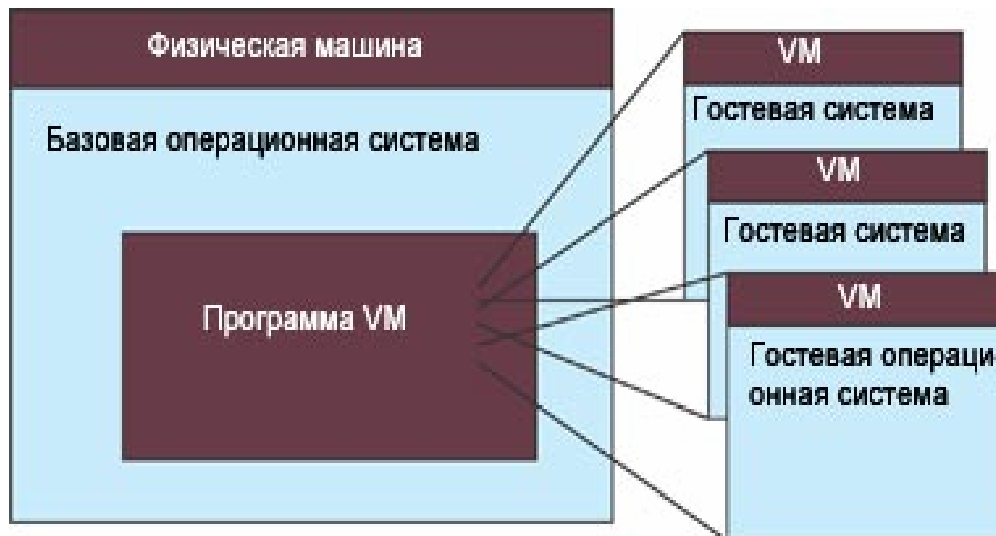 Физическая машина
Базовая операционная система
Программа VM
VM
Гостевая система
VM
Гостевая система
VM
Гостевая операци-
онная система